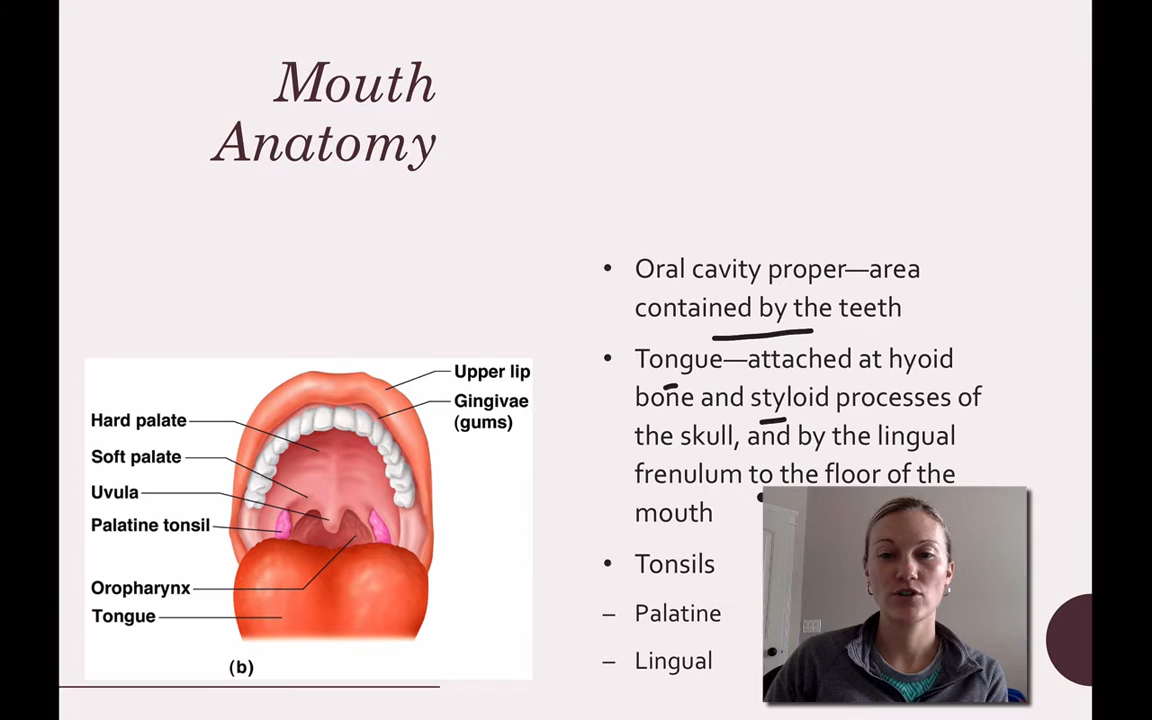 Mouth
Anatomy
Upper lip
Gingivae
(gums)
Hard palate
Soft palate
Uvula
Palatine tonsil
Oropharynx
Tongue
(b)
• Oral cavity proper—area
contained by the teeth
• Tongue—attached at hyoid
bone and styloid processes of
the skull, and by the lingual
frenulum to the floor of the
mouth
• Tonsils
– Palatine
– Lingual